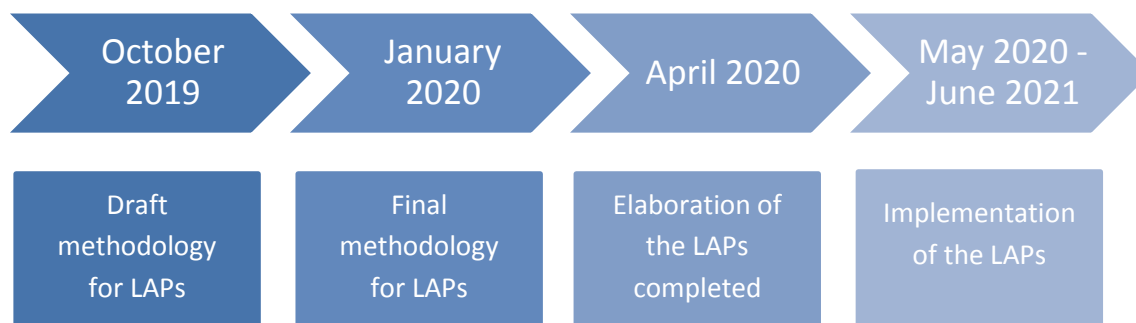 October
2019
January
2020
April 2020
May 2020 -
June 2021
Draft
methodology
for LAPs
Final
methodology
for LAPs
Elaboration of
the LAPs
completed
Implementation
of the LAPs